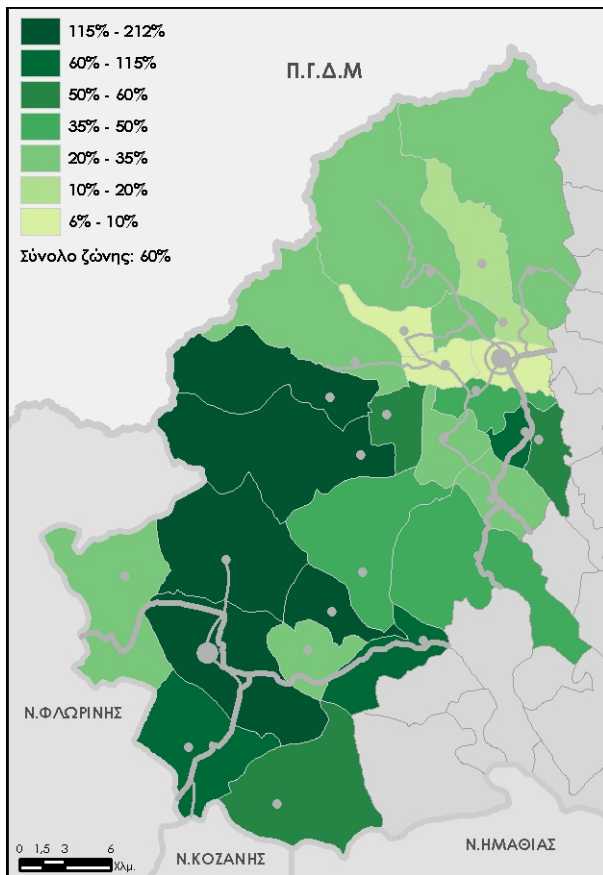 115% - 212%
60% - 115%
50% - 60%
35% - 50%
20% - 35%
10% - 20%
6% - 10%
Σύνολο ζώνης: 60%
Π.Γ.Δ.Μ
Ν.ΦΛΩΡΙΝΗΣ
Ν.ΚΟΖΑΝΗΣ
Ν.ΗΜΑΘΙΑΣ
0 1,5 3 6
Χλμ.